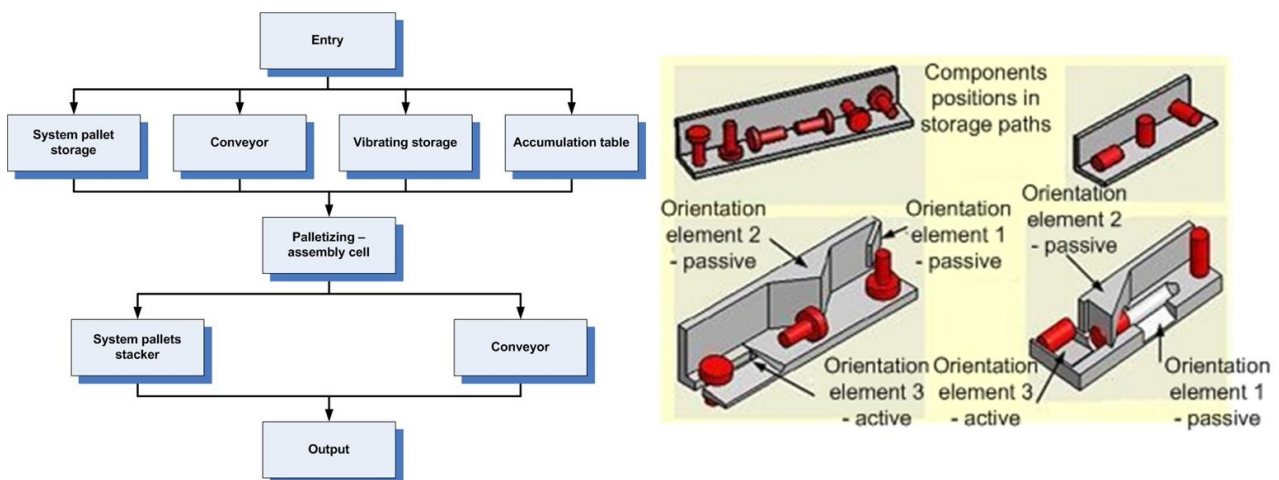 Entry
System pallet
storage
Conveyor
Vibrating storage
Accumulation table
Palletizing –
assembly cell
System pallets
stacker
Conveyor
Output
Components
positions in
storage paths
Orientation
element 2
- passive
Orientation
element 1
- passive
Orientation
element 3
- active
Orientation
element 2
- passive
Orientation
element 3
- active
Orientation
element 1
- passive